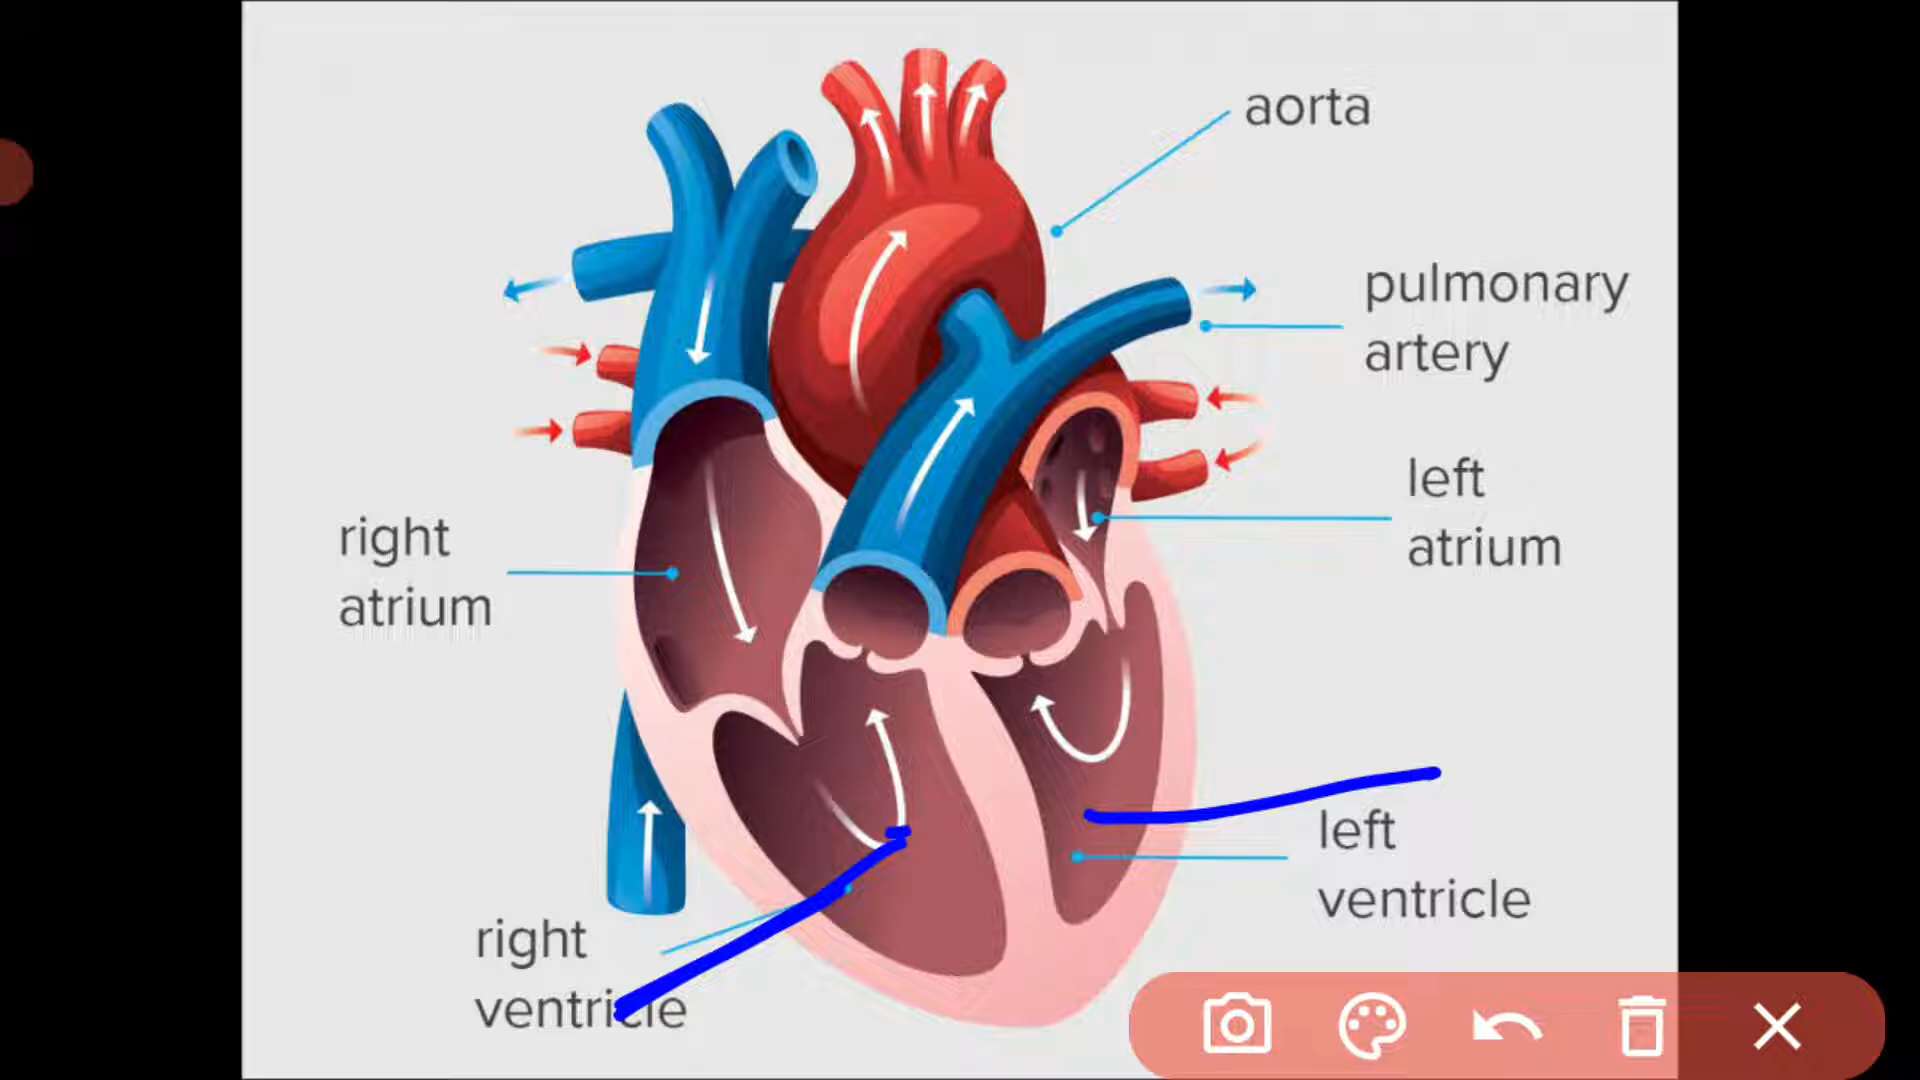 aorta
pulmonary
artery
left
atrium
right
atrium
left
ventricle
right
ventricle